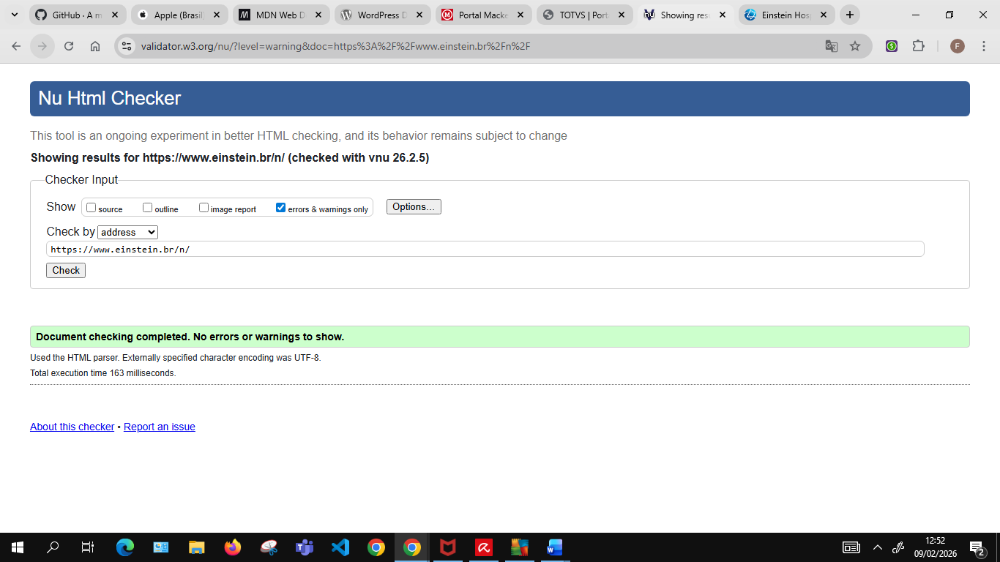 GitHub · A m
Apple (Brasil
MDN Web D
WordPress D
Portal Macke
TOTVS | Port
Showing res
Einstein Hos
validator.w3.org/nu/?level=warning&doc=https%3A%2F%2Fwww.einstein.br%2Fn%2F
F
Nu Html Checker
This tool is an ongoing experiment in better HTML checking, and its behavior remains subject to change
Showing results for https://www.einstein.br/n/ (checked with vnu 26.2.5)
Checker Input
Show source outline image report errors & warnings only Options...
Check by address
https://www.einstein.br/n/
Check
Document checking completed. No errors or warnings to show.
Used the HTML parser. Externally specified character encoding was UTF-8.
Total execution time 163 milliseconds.
About this checker • Report an issue
12:52
09/02/2026
2